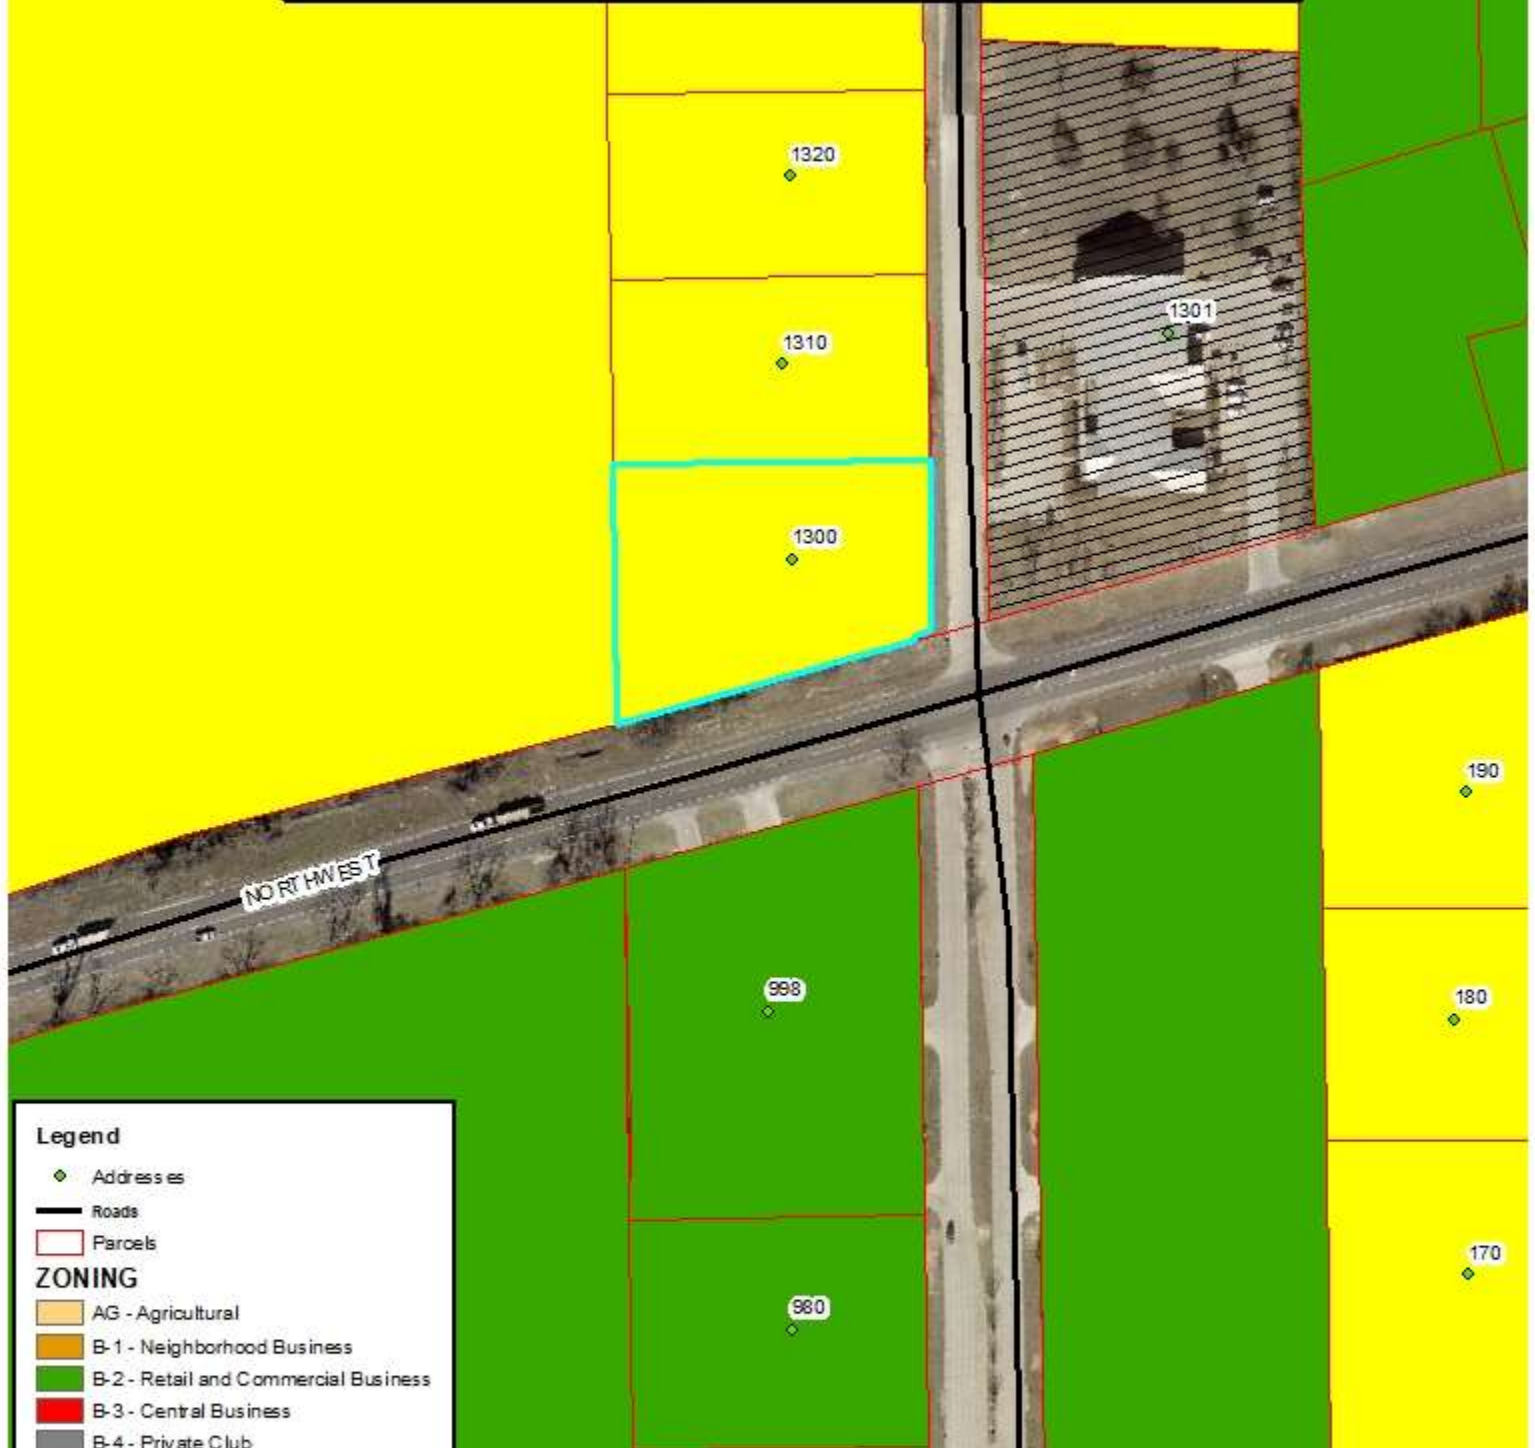 1320
1301
1310
1300
190
NORTHWEST
998
180
170
980
Legend
Addresses
Roads
Parcels
ZONING
AG - Agricultural
B-1 - Neighborhood Business
B-2 - Retail and Commercial Business
B-3 - Central Business
B-4 - Private Club